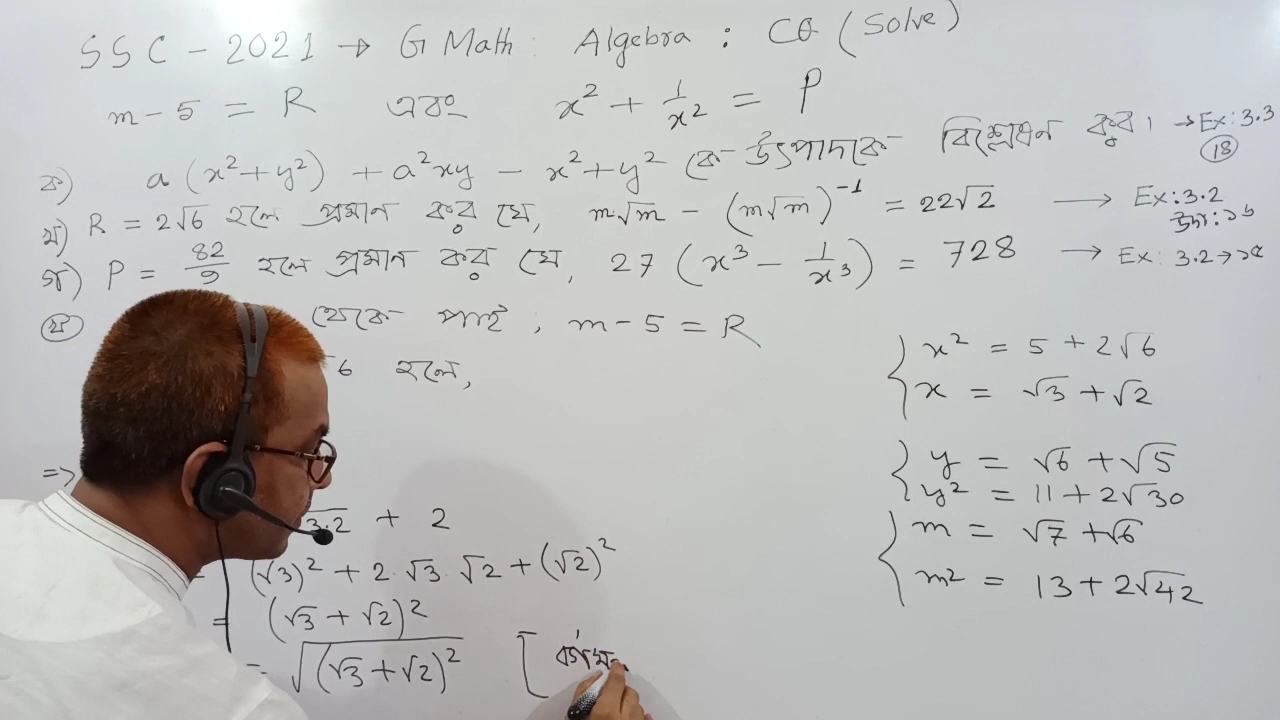 SSC - 2021 → G Math : Algebra : CQ (Solve)
m - 5 = R এবং x² + 1/x² = P
ক) a (x² + y²) + a²xy - x² + y² কে উৎপাদকে বিশ্লেষন কর। → Ex : 3.3 (18)
খ) R = 2√6 হলে প্রমান কর যে, m√m - (m√m)⁻¹ = 22√2 → Ex : 3.2 উদা : ১৬
গ) P = 82/9 হলে প্রমান কর যে, 27 (x³ - 1/x³) = 728 → Ex : 3.2 → ১৫
থেকে পাই, m - 5 = R
6 হলে,
=>
√3.2 + 2
= (√3)² + 2.√3.√2 + (√2)²
= (√3 + √2)²
= √(√3 + √2)² [বর্গমূ
x² = 5 + 2√6
x = √3 + √2
y = √6 + √5
y² = 11 + 2√30
m = √7 + √6
m² = 13 + 2√42